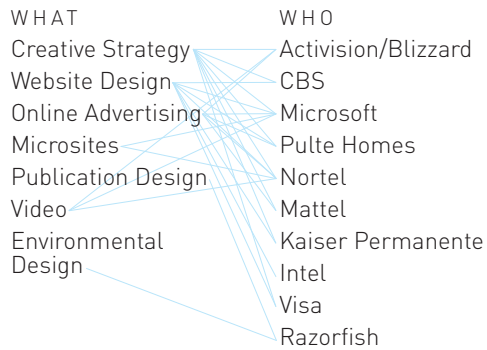 WHAT
Creative Strategy
Website Design
Online Advertising
Microsites
Publication Design
Video
Environmental
Design
WHO
Activision/Blizzard
CBS
Microsoft
Pulte Homes
Nortel
Mattel
Kaiser Permanente
Intel
Visa
Razorfish